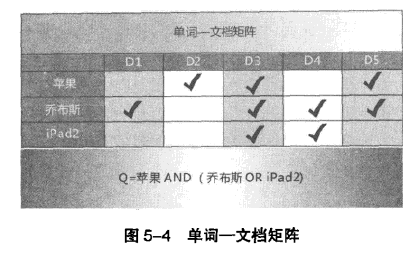 单词—文档矩阵
D1 D2 D3 D4 D5
苹果 ✓ ✓ ✓
乔布斯 ✓ ✓ ✓ ✓
iPad2 ✓ ✓
Q=苹果 AND（乔布斯 OR iPad2)
图 5-4 单词—文档矩阵